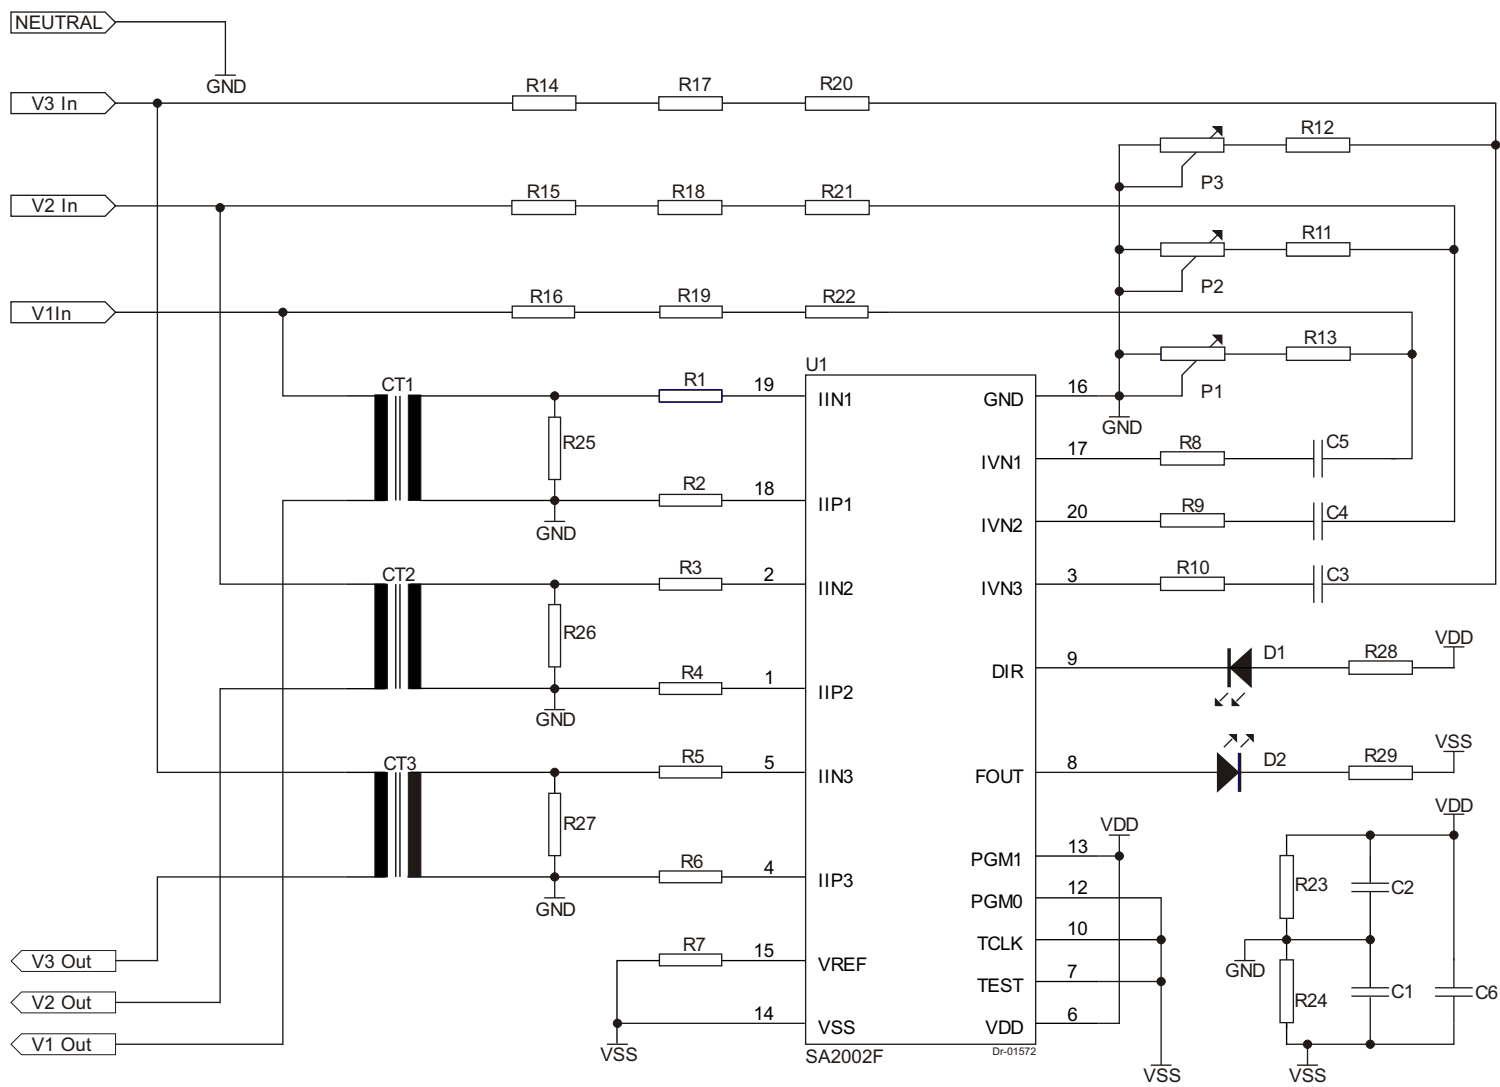 NEUTRAL
GND
V3 In
R14
R17
R20
R12
P3
V2 In
R15
R18
R21
R11
P2
V1In
R16
R19
R22
R13
P1
U1
CT1
R1
19
IIN1
GND
16
GND
R25
IVN1
17
R8
C5
R2
18
IIP1
GND
IVN2
20
R9
C4
CT2
R3
2
IIN2
IVN3
3
R10
C3
R26
R4
1
IIP2
GND
DIR
9
D1
R28
VDD
CT3
R5
5
IIN3
FOUT
8
D2
R29
VSS
R27
R6
4
IIP3
GND
VDD
PGM1
13
PGM0
12
TCLK
10
TEST
7
VDD
6
VDD
R23
C2
GND
R24
C1
C6
VSS
VSS
V3 Out
R7
15
VREF
V2 Out
14
VSS
V1 Out
VSS
SA2002F
Dr-01572